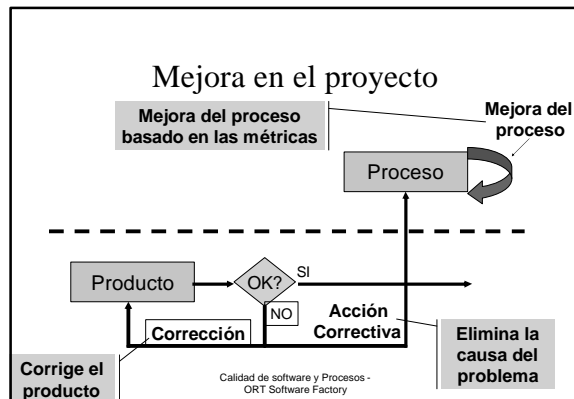 Mejora en el proyecto
Mejora del proceso
basado en las métricas
Mejora del
proceso
Proceso
Producto
OK?
SI
NO
Corrección
Acción
Correctiva
Elimina la
causa del
problema
Corrige el
producto
Calidad de software y Procesos -
ORT Software Factory